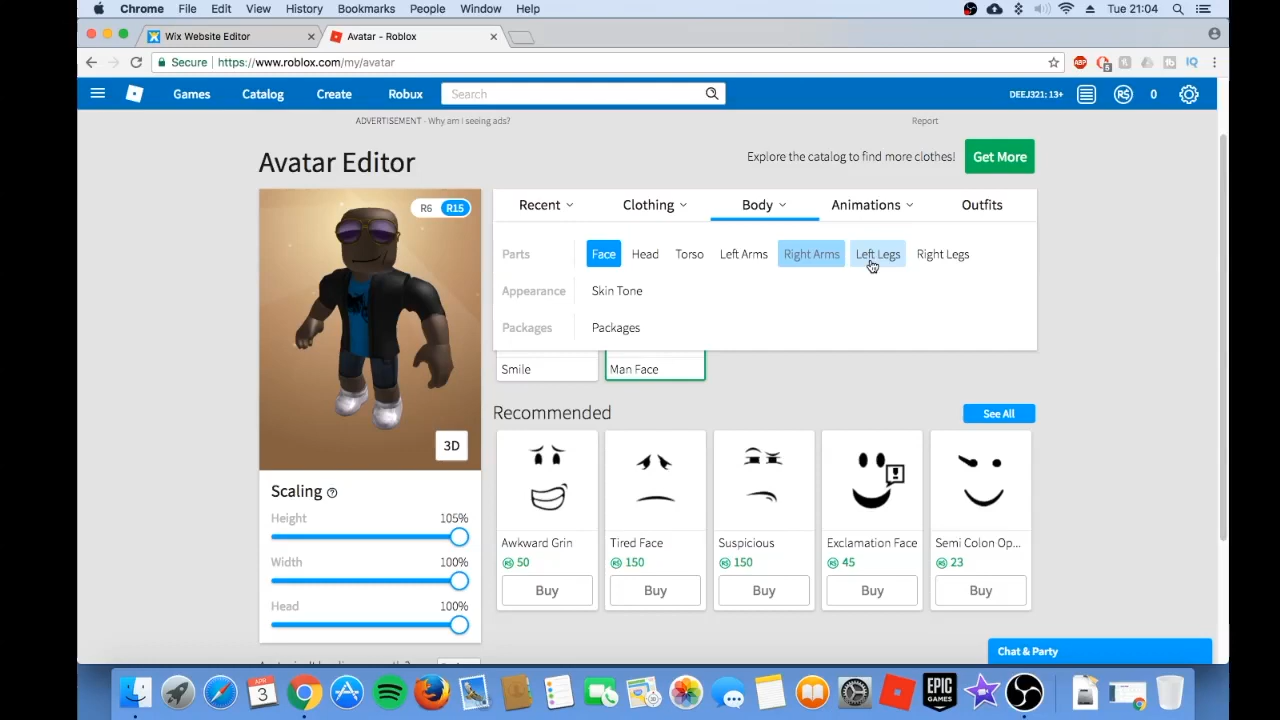 Chrome File Edit View History Bookmarks People Window Help Tue 21:04
Wix Website Editor Avatar - Roblox
Secure https://www.roblox.com/my/avatar ABP 5 IQ
Games Catalog Create Robux Search DEEJ321: 13+ R$ 0
ADVERTISEMENT - Why am I seeing ads? Report
Avatar Editor Explore the catalog to find more clothes! Get More
R6 R15 Recent Clothing Body Animations Outfits
Parts Face Head Torso Left Arms Right Arms Left Legs Right Legs
Appearance Skin Tone
Packages Packages
Smile Man Face
Recommended See All
3D
Scaling ?
Height 105%
Width 100%
Head 100%
Awkward Grin Tired Face Suspicious Exclamation Face Semi Colon Op...
R$ 50 R$ 150 R$ 150 R$ 45 R$ 23
Buy Buy Buy Buy Buy
Chat & Party
APR
3
EPIC
GAMES